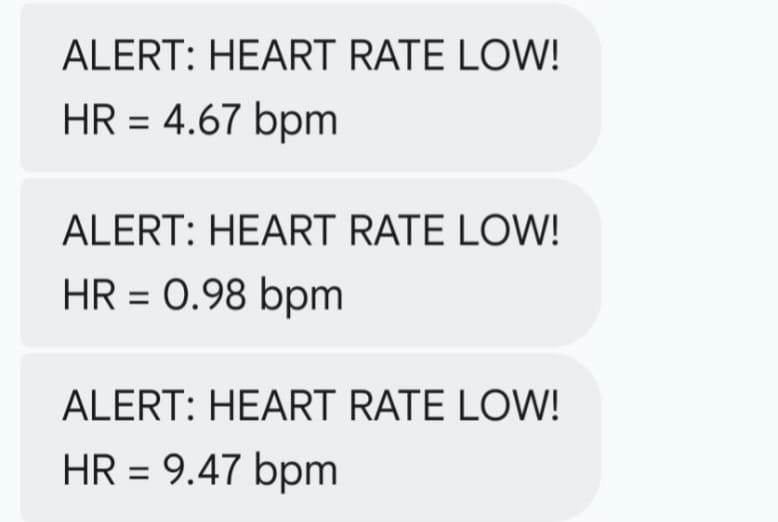 ALERT: HEART RATE LOW!
HR = 4.67 bpm
ALERT: HEART RATE LOW!
HR = 0.98 bpm
ALERT: HEART RATE LOW!
HR = 9.47 bpm